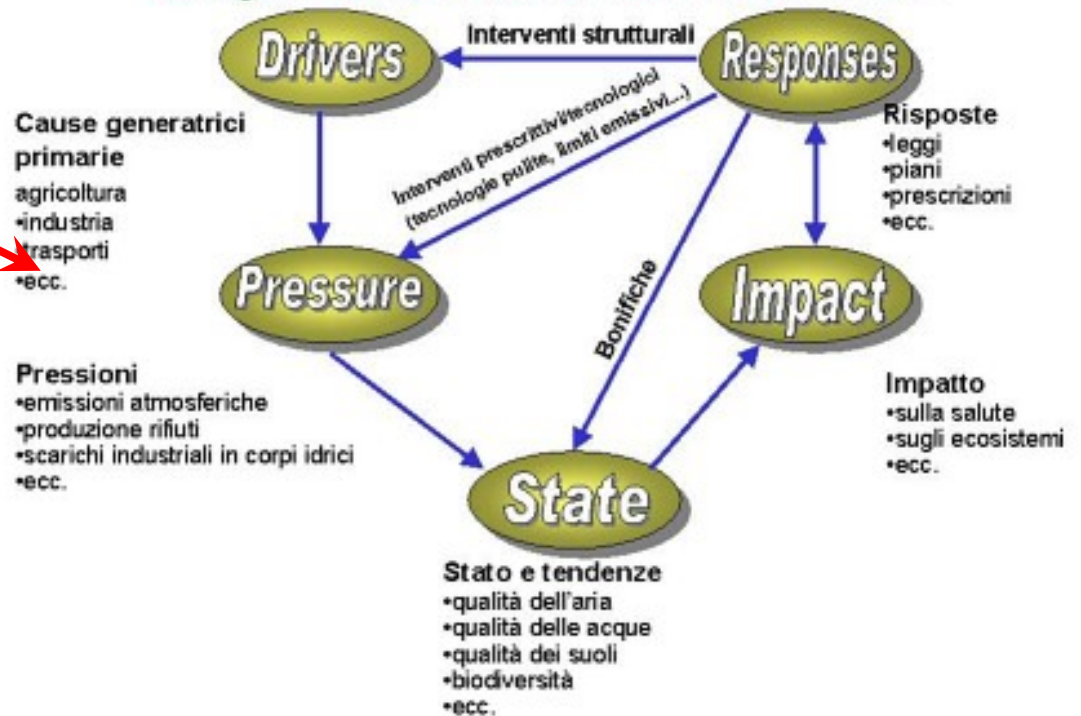 Drivers
Interventi strutturali
Responses
Cause generatrici
primarie
agricoltura
•industria
trasporti
•ecc.
Interventi prescrittivi/tecnologici
(tecnologie pulite, limiti emissivi...)
Risposte
•leggi
•piani
•prescrizioni
•ecc.
Pressure
Bonifiche
Impact
Pressioni
•emissioni atmosferiche
•produzione rifiuti
•scarichi industriali in corpi idrici
•ecc.
Impatto
•sulla salute
•sugli ecosistemi
•ecc.
State
Stato e tendenze
•qualità dell'aria
•qualità delle acque
•qualità dei suoli
•biodiversità
•ecc.